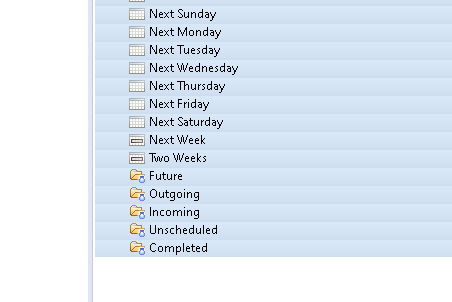 Next Sunday
Next Monday
Next Tuesday
Next Wednesday
Next Thursday
Next Friday
Next Saturday
Next Week
Two Weeks
Future
Outgoing
Incoming
Unscheduled
Completed